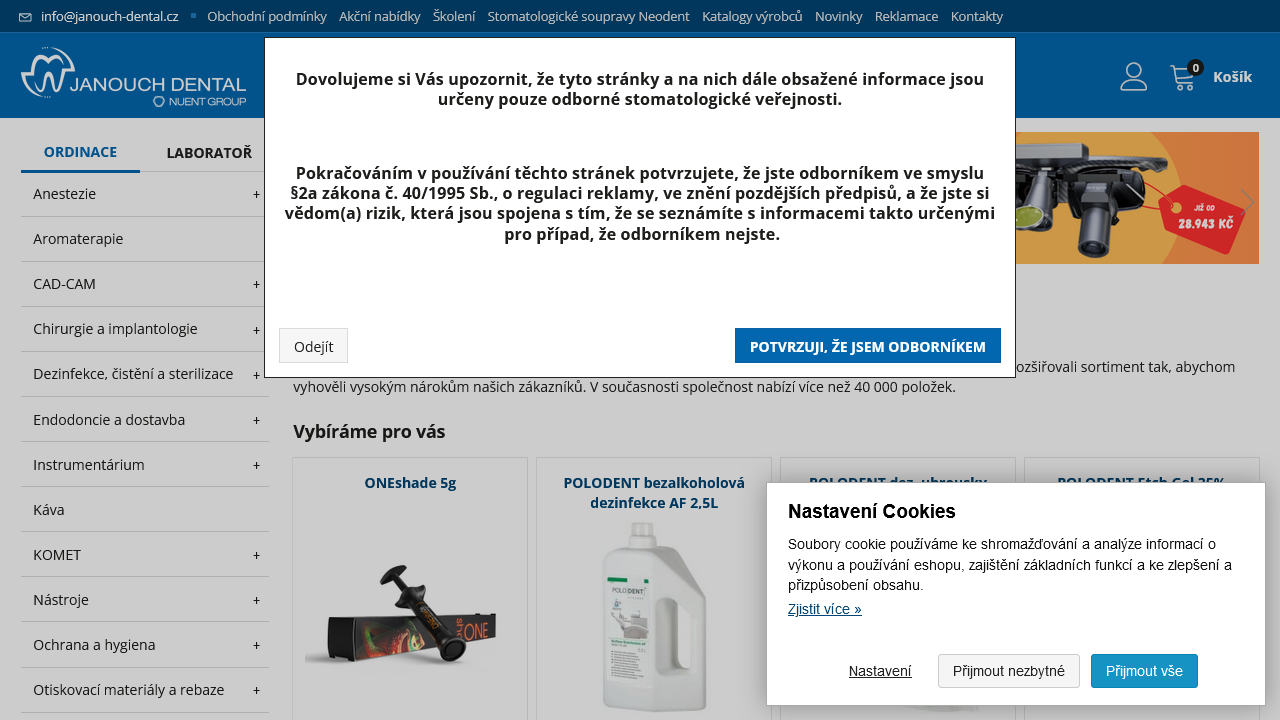 info@janouch-dental.cz Obchodní podmínky Akční nabídky Školení Stomatologické soupravy Neodent Katalogy výrobců Novinky Reklamace Kontakty
JANOUCH DENTAL
NUENT GROUP
0
Košík
Dovolujeme si Vás upozornit, že tyto stránky a na nich dále obsažené informace jsou
určeny pouze odborné stomatologické veřejnosti.
Pokračováním v používání těchto stránek potvrzujete, že jste odborníkem ve smyslu
§2a zákona č. 40/1995 Sb., o regulaci reklamy, ve znění pozdějších předpisů, a že jste si
vědom(a) rizik, která jsou spojena s tím, že se seznámíte s informacemi takto určenými
pro případ, že odborníkem nejste.
Odejít
POTVRZUJI, ŽE JSEM ODBORNÍKEM
ORDINACE
LABORATOŘ
Anestezie +
Aromaterapie
CAD-CAM +
Chirurgie a implantologie +
Dezinfekce, čistění a sterilizace +
Endodoncie a dostavba +
Instrumentárium +
Káva
KOMET +
Nástroje +
Ochrana a hygiena +
Otiskovací materiály a rebaze +
JIŽ OD
28.943 KČ
ozšiřovali sortiment tak, abychom
vyhověli vysokým nárokům našich zákazníků. V současnosti společnost nabízí více než 40 000 položek.
Vybíráme pro vás
ONEshade 5g
POLODENT bezalkoholová
dezinfekce AF 2,5L
POLODENT dez. ubrousky
POLODENT Etch Gel 35%
POLODENT
ONE
Nastavení Cookies
Soubory cookie používáme ke shromažďování a analýze informací o
výkonu a používání eshopu, zajištění základních funkcí a ke zlepšení a
přizpůsobení obsahu.
Zjistit více »
Nastavení
Přijmout nezbytné
Přijmout vše